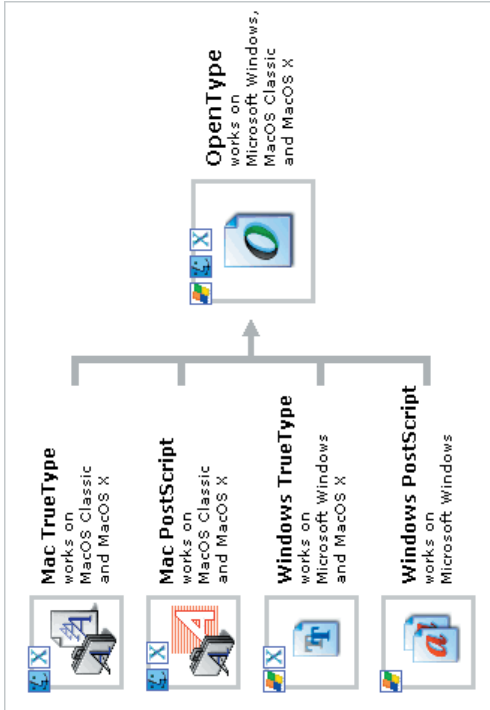 Mac TrueType
works on
MacOS Classic
and MacOS X
Mac PostScript
works on
MacOS Classic
and MacOS X
Windows TrueType
works on
Microsoft Windows
and MacOS X
Windows PostScript
works on
Microsoft Windows
OpenType
works on
Microsoft Windows,
MacOS Classic
and MacOS X